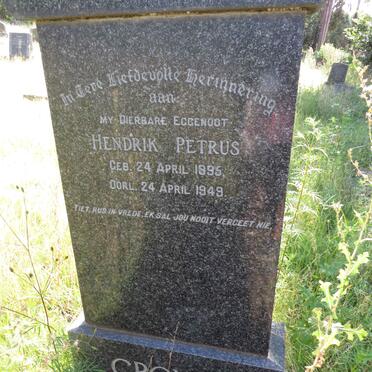 In Tere Liefdevolle Herinnering
aan
MY DIERBARE EGGENOOT
HENDRIK PETRUS
GEB. 24 APRIL 1895
OORL. 24 APRIL 1949
PIET, RUS IN VREDE, EK SAL JOU NOOIT VERGEET NIE.